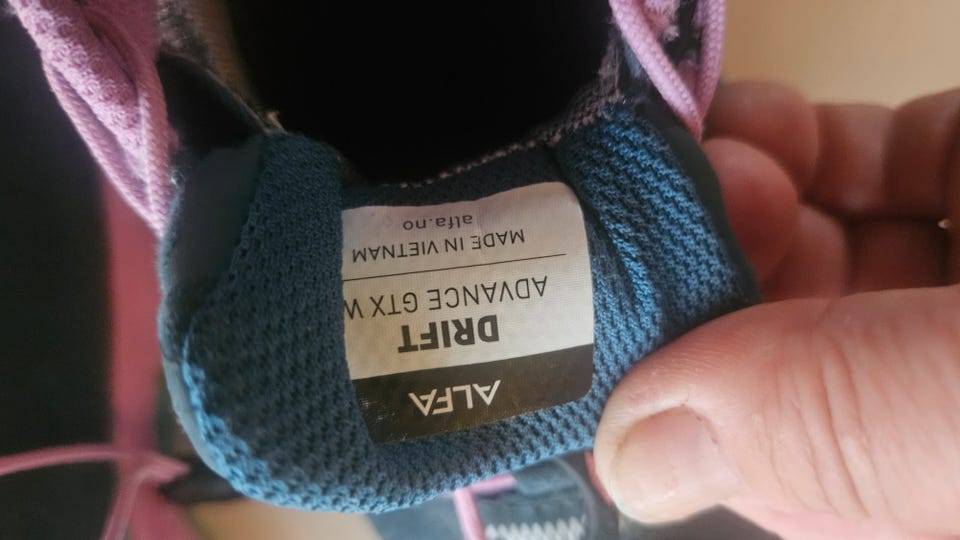 ALFA
DRIFT
ADVANCE GTX W
MADE IN VIETNAM
alfa.no